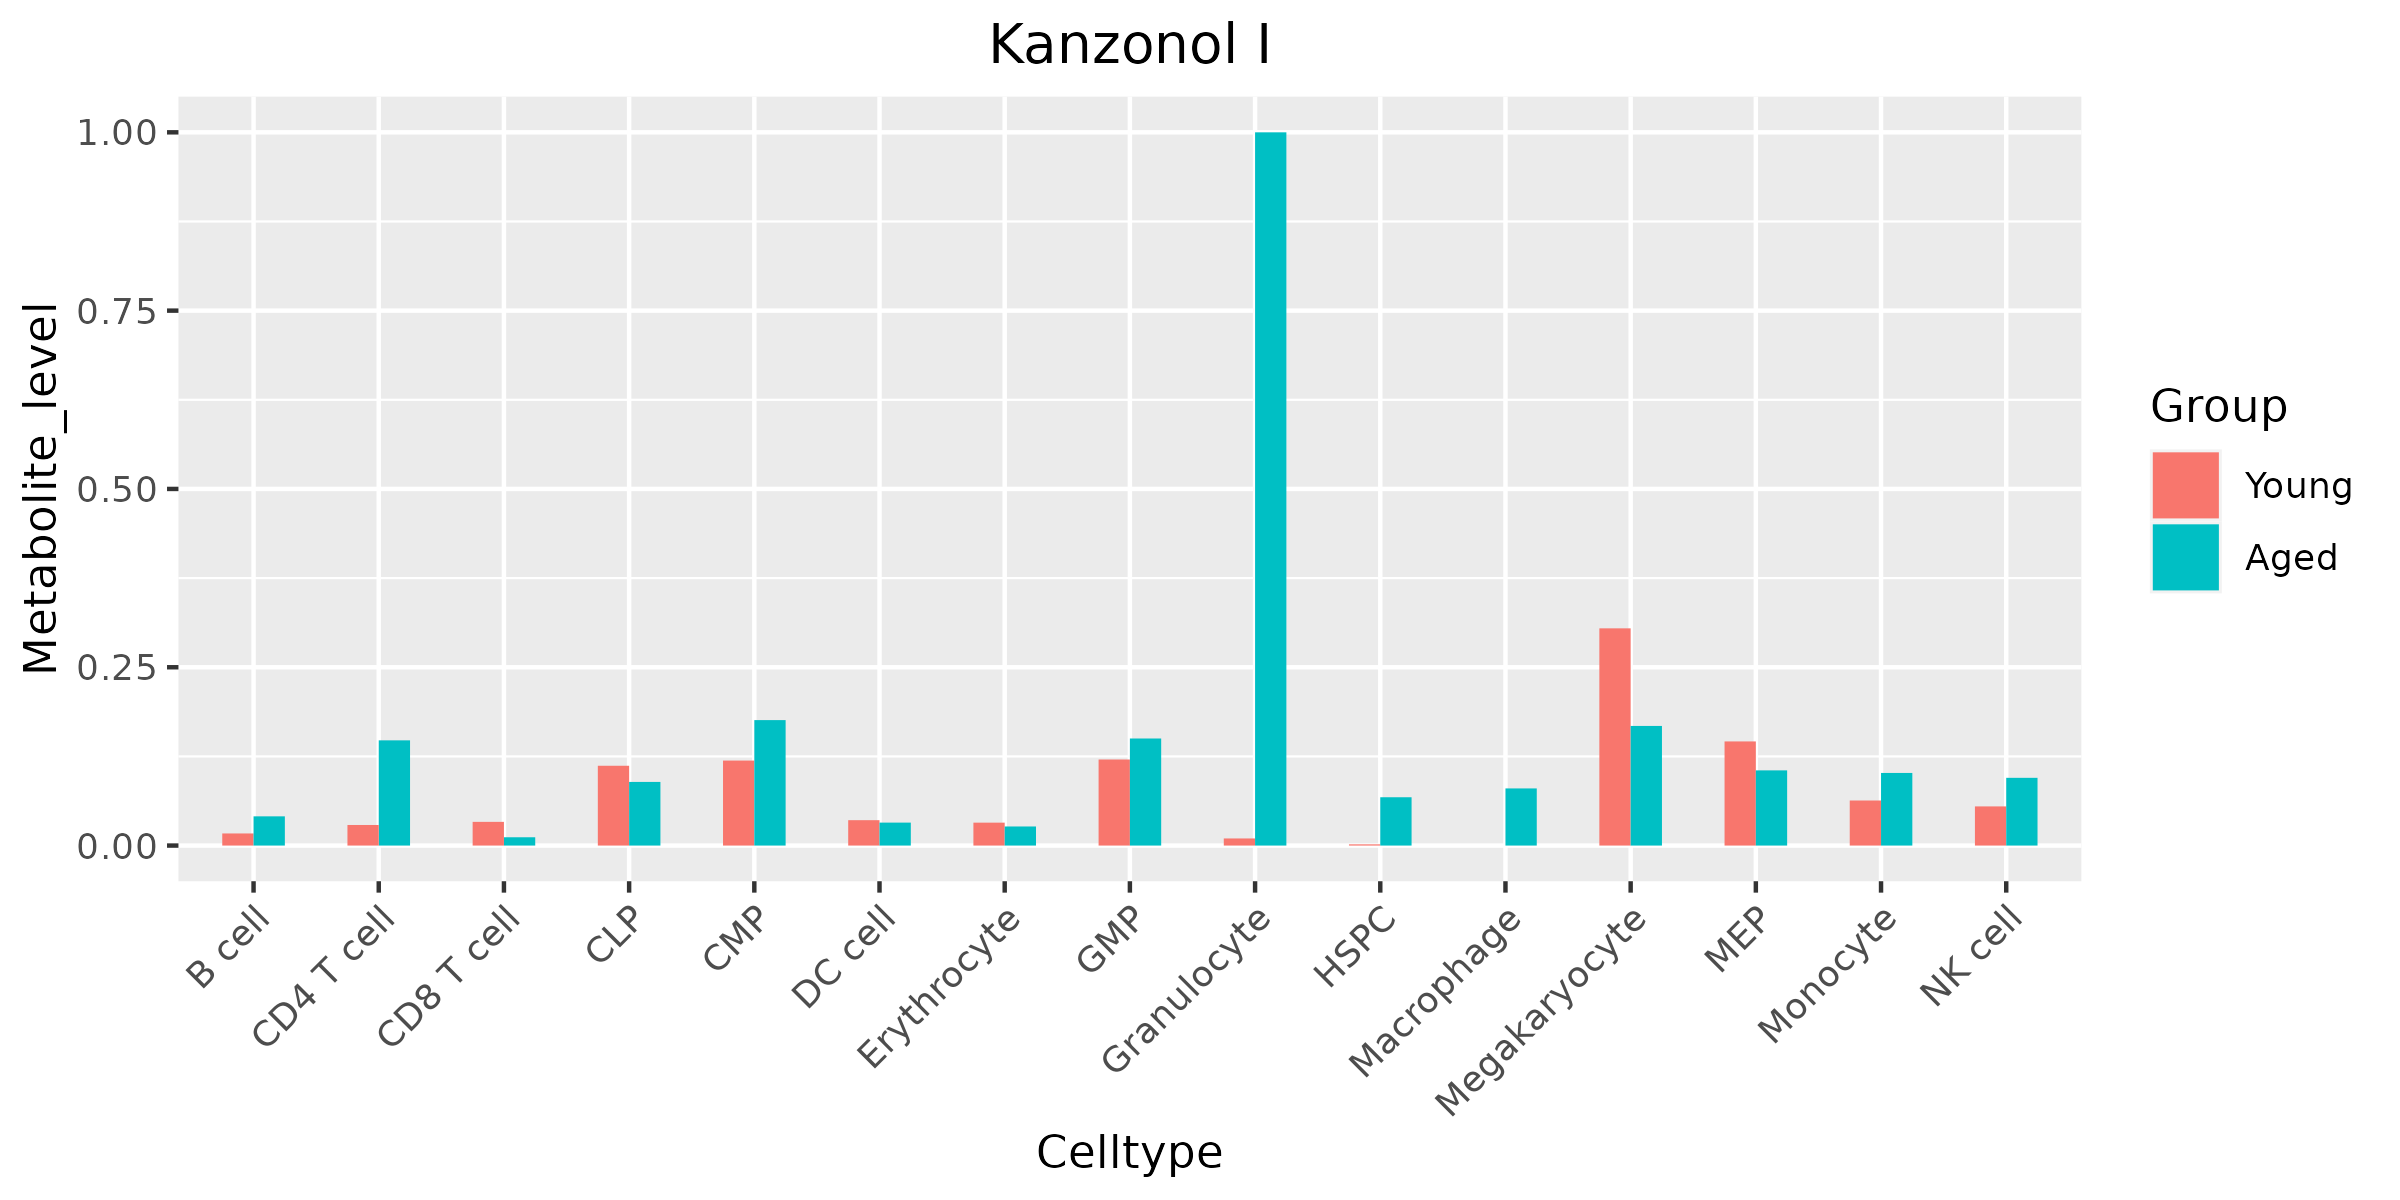 Kanzonol I
Metabolite_level
1.00
0.75
0.50
0.25
0.00
B cell
CD4 T cell
CD8 T cell
CLP
CMP
DC cell
Erythrocyte
GMP
Granulocyte
HSPC
Macrophage
Megakaryocyte
MEP
Monocyte
NK cell
Celltype
Group
Young
Aged